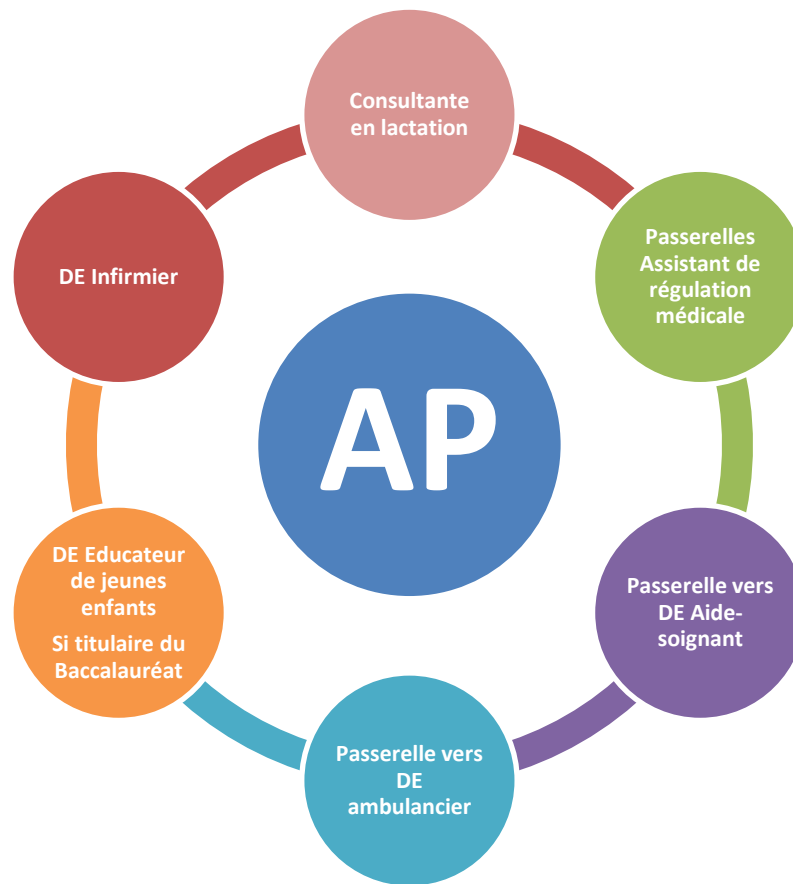 Consultante
en lactation
Passerelles
Assistant de
régulation
médicale
Passerelle vers
DE Aide-
soignant
Passerelle vers
DE
ambulancier
DE Educateur
de jeunes
enfants
Si titulaire du
Baccalauréat
DE Infirmier
AP